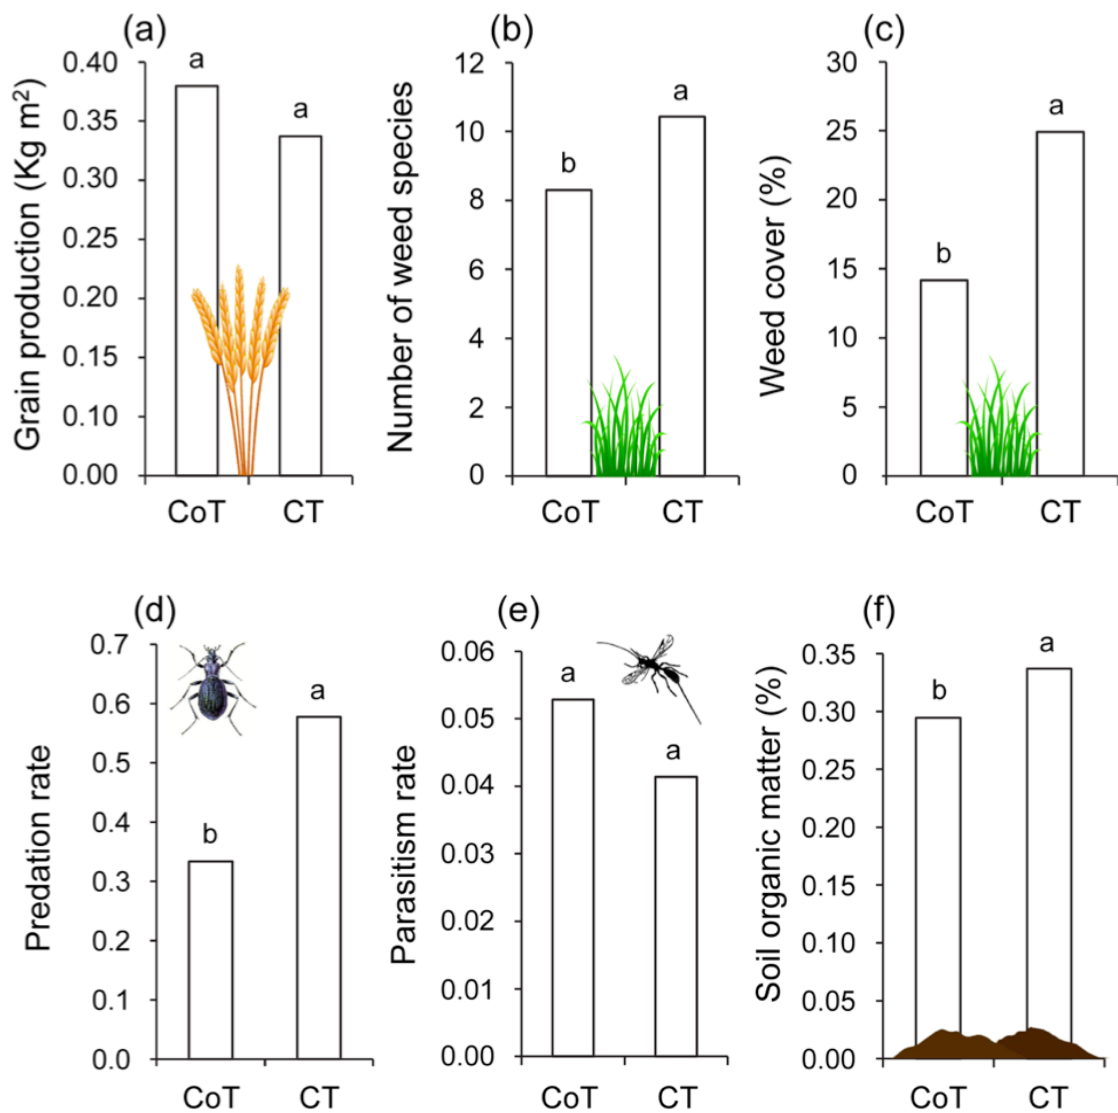 (a)
Grain production (Kg m²)
0.40
0.35
0.30
0.25
0.20
0.15
0.10
0.05
0.00
a
a
CoT CT
(b)
Number of weed species
12
10
8
6
4
2
0
b
a
CoT CT
(c)
Weed cover (%)
30
25
20
15
10
5
0
b
a
CoT CT
(d)
Predation rate
0.7
0.6
0.5
0.4
0.3
0.2
0.1
0.0
b
a
CoT CT
(e)
Parasitism rate
0.06
0.05
0.04
0.03
0.02
0.01
0.00
a
a
CoT CT
(f)
Soil organic matter (%)
0.35
0.30
0.25
0.20
0.15
0.10
0.05
0.00
b
a
CoT CT